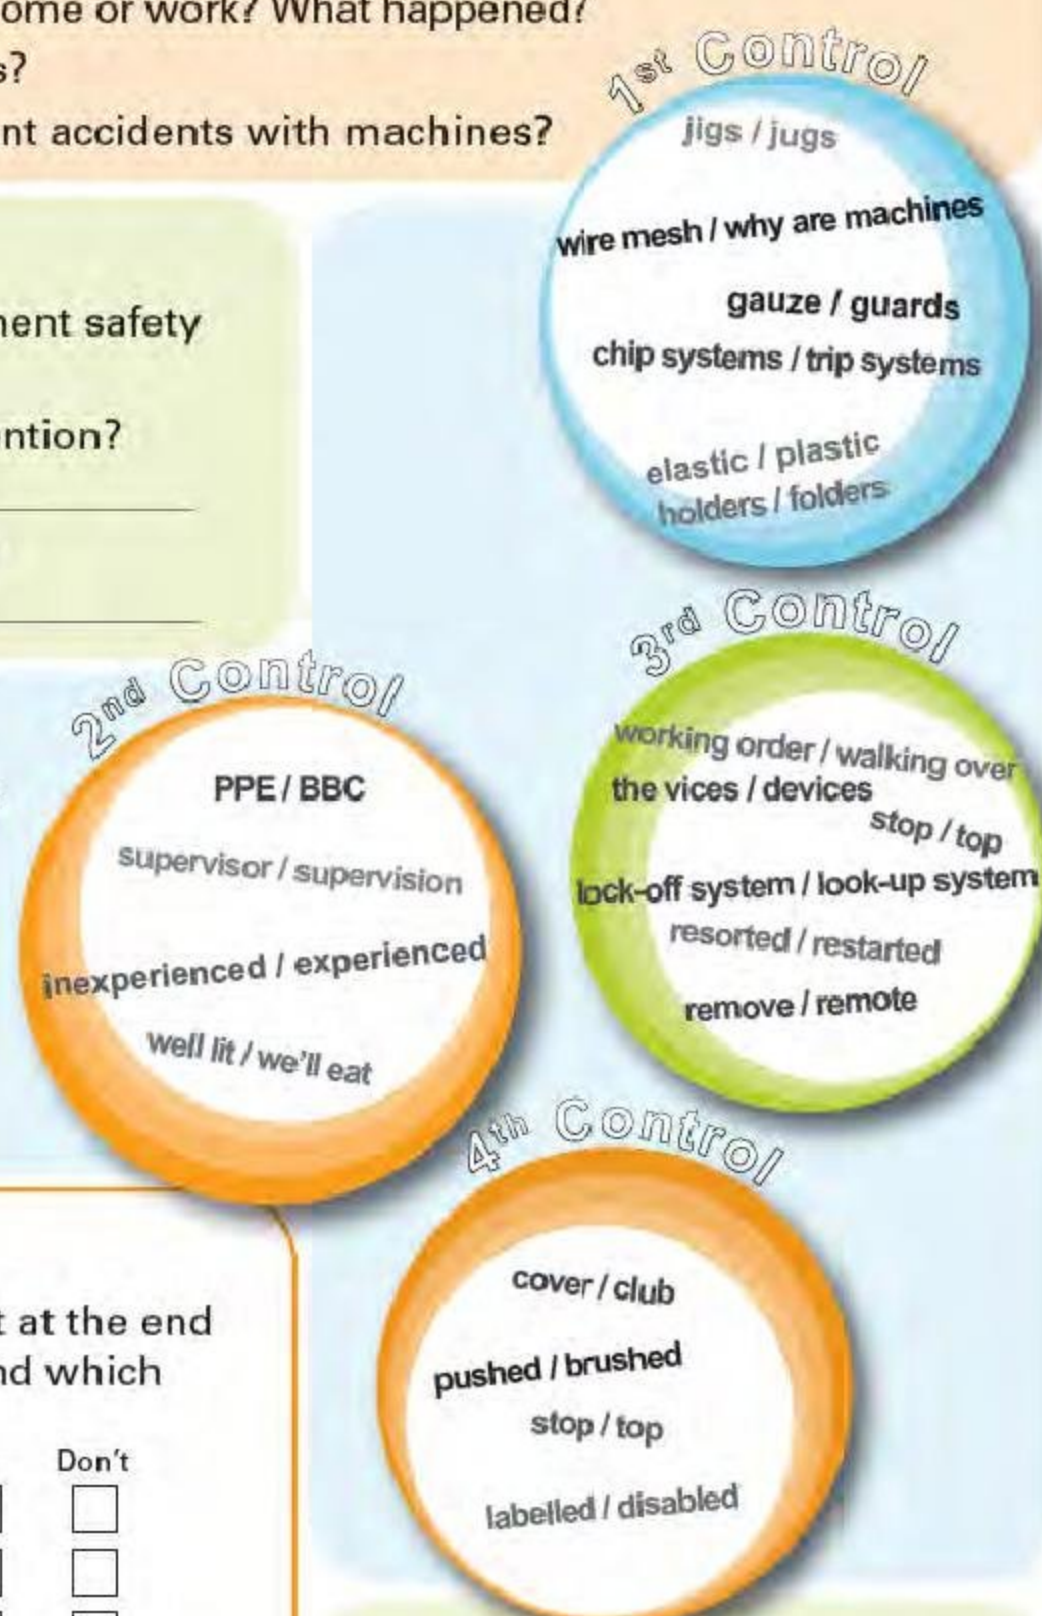 ome or work? What happened?
s?
nt accidents with machines?
1st Control
jigs / jugs
wire mesh / why are machines
gauze / guards
chip systems / trip systems
elastic / plastic
holders / folders
ent safety
ntion?
3rd Control
working order / walking over
the vices / devices
stop / top
lock-off system / look-up system
resorted / restarted
remove / remote
2nd Control
PPE / BBC
supervisor / supervision
inexperienced / experienced
well lit / we'll eat
4th Control
cover / club
pushed / brushed
stop / top
labelled / disabled
t at the end
nd which
Don't